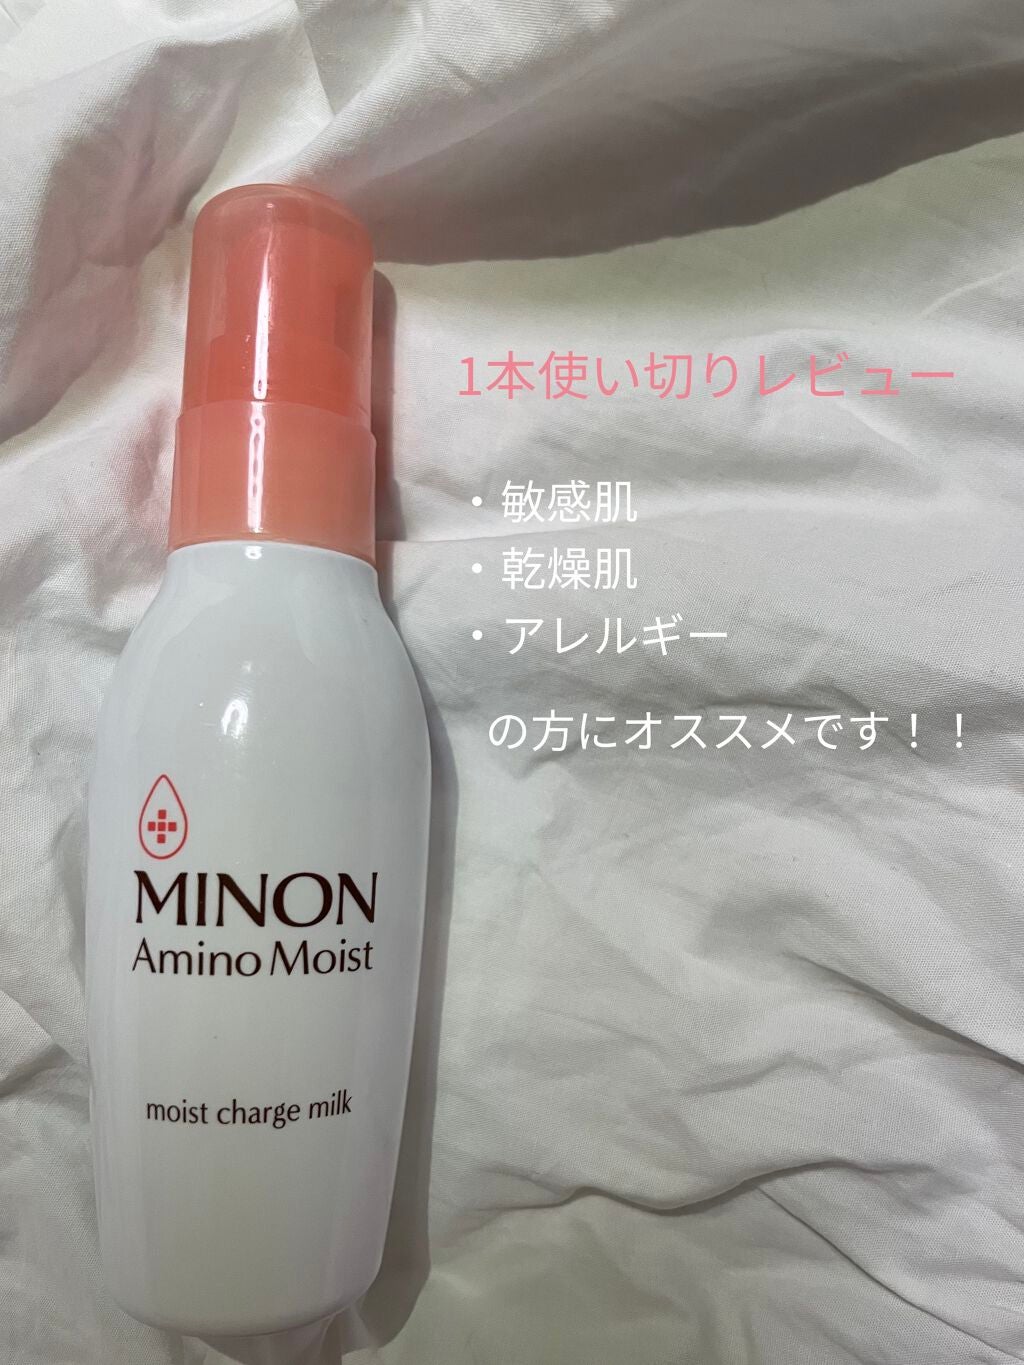 1本使い切りレビュー
・敏感肌
・乾燥肌
・アレルギー
の方にオススメです！！
MINON
Amino Moist
moist charge milk